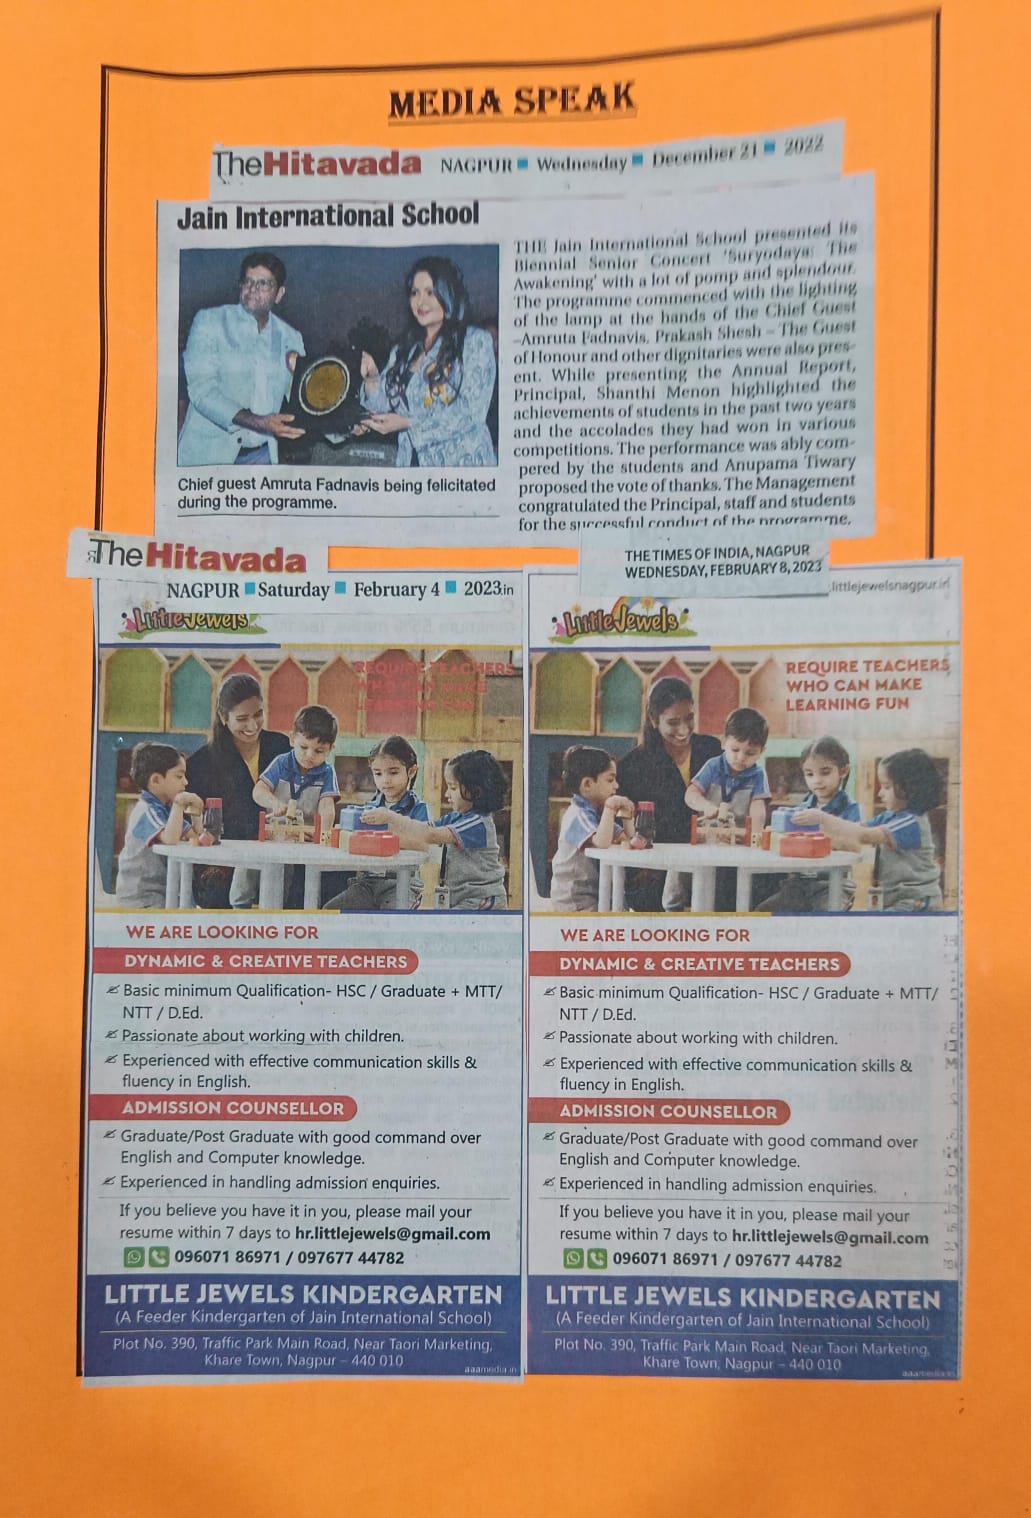 MEDIA SPEAK
TheHitavada NAGPUR Wednesday December 21 2022
Jain International School
THE Jain International School presented its
Biennial Senior Concert 'Suryodaya: The
Awakening' with a lot of pomp and splendour.
The programme commenced with the lighting
of the lamp at the hands of the Chief Guest
–Amruta Fadnavis, Prakash Shesh – The Guest
of Honour and other dignitaries were also pres-
ent. While presenting the Annual Report,
Principal, Shanthi Menon highlighted the
achievements of students in the past two years
and the accolades they had won in various
competitions. The performance was ably com-
pered by the students and Anupama Tiwary
proposed the vote of thanks. The Management
congratulated the Principal, staff and students
for the successful conduct of the programme.
Chief guest Amruta Fadnavis being felicitated
during the programme.
TheHitavada
NAGPUR Saturday February 4 2023
.in
Little Jewels
REQUIRE TEACHERS
WHO CAN MAKE
LEARNING FUN
WE ARE LOOKING FOR
DYNAMIC & CREATIVE TEACHERS
Basic minimum Qualification- HSC / Graduate + MTT/
NTT / D.Ed.
Passionate about working with children.
Experienced with effective communication skills &
fluency in English.
ADMISSION COUNSELLOR
Graduate/Post Graduate with good command over
English and Computer knowledge.
Experienced in handling admission enquiries.
If you believe you have it in you, please mail your
resume within 7 days to hr.littlejewels@gmail.com
096071 86971 / 097677 44782
LITTLE JEWELS KINDERGARTEN
(A Feeder Kindergarten of Jain International School)
Plot No. 390, Traffic Park Main Road, Near Taori Marketing,
Khare Town, Nagpur – 440 010
aaamedia.in
THE TIMES OF INDIA, NAGPUR
WEDNESDAY, FEBRUARY 8, 2023
.littlejewelsnagpur.in
Little Jewels
REQUIRE TEACHERS
WHO CAN MAKE
LEARNING FUN
WE ARE LOOKING FOR
DYNAMIC & CREATIVE TEACHERS
Basic minimum Qualification- HSC / Graduate + MTT/
NTT / D.Ed.
Passionate about working with children.
Experienced with effective communication skills &
fluency in English.
ADMISSION COUNSELLOR
Graduate/Post Graduate with good command over
English and Computer knowledge.
Experienced in handling admission enquiries.
If you believe you have it in you, please mail your
resume within 7 days to hr.littlejewels@gmail.com
096071 86971 / 097677 44782
LITTLE JEWELS KINDERGARTEN
(A Feeder Kindergarten of Jain International School)
Plot No. 390, Traffic Park Main Road, Near Taori Marketing,
Khare Town, Nagpur – 440 010
aaamedia.in